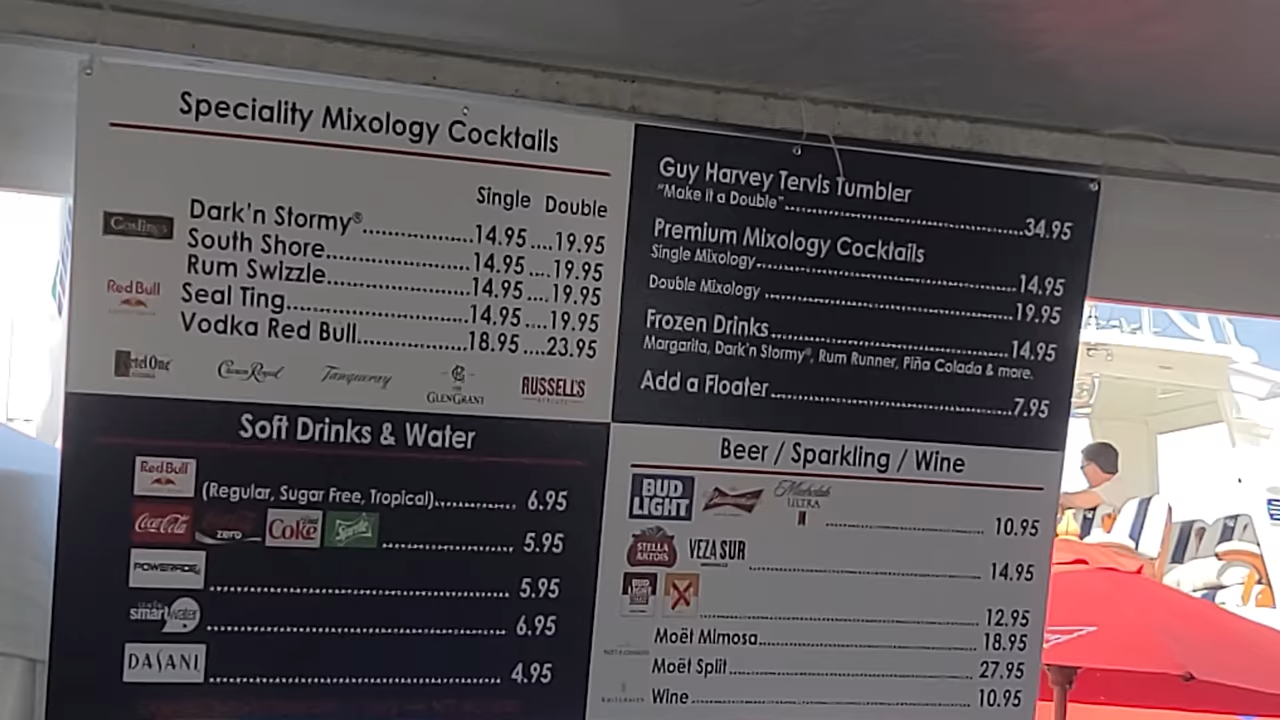 Speciality Mixology Cocktails
Single Double
Goslings
Dark'n Stormy®..................14.95....19.95
South Shore......................14.95....19.95
Rum Swizzle......................14.95....19.95
Red Bull
Seal Ting............................14.95....19.95
Vodka Red Bull.................18.95....23.95
Ketel One
Crown Royal
Tanqueray
GLENGRANT
RUSSELL'S
Guy Harvey Tervis Tumbler
"Make it a Double"..................34.95
Premium Mixology Cocktails
Single Mixology..................14.95
Double Mixology..................19.95
Frozen Drinks..................14.95
Margarita, Dark'n Stormy®, Rum Runner, Piña Colada & more.
Add a Floater..................7.95
Soft Drinks & Water
Red Bull
(Regular, Sugar Free, Tropical)..................6.95
Coca-Cola zero Diet Coke Sprite ..................5.95
POWERADE ..................5.95
smartwater ..................6.95
DASANI ..................4.95
Beer / Sparkling / Wine
BUD LIGHT Budweiser Michelob ULTRA ..................10.95
STELLA ARTOIS VEZA SUR ..................14.95
BUD LIGHT ..................12.95
Moët Mimosa..................18.95
Moët Split..................27.95
Wine..................10.95